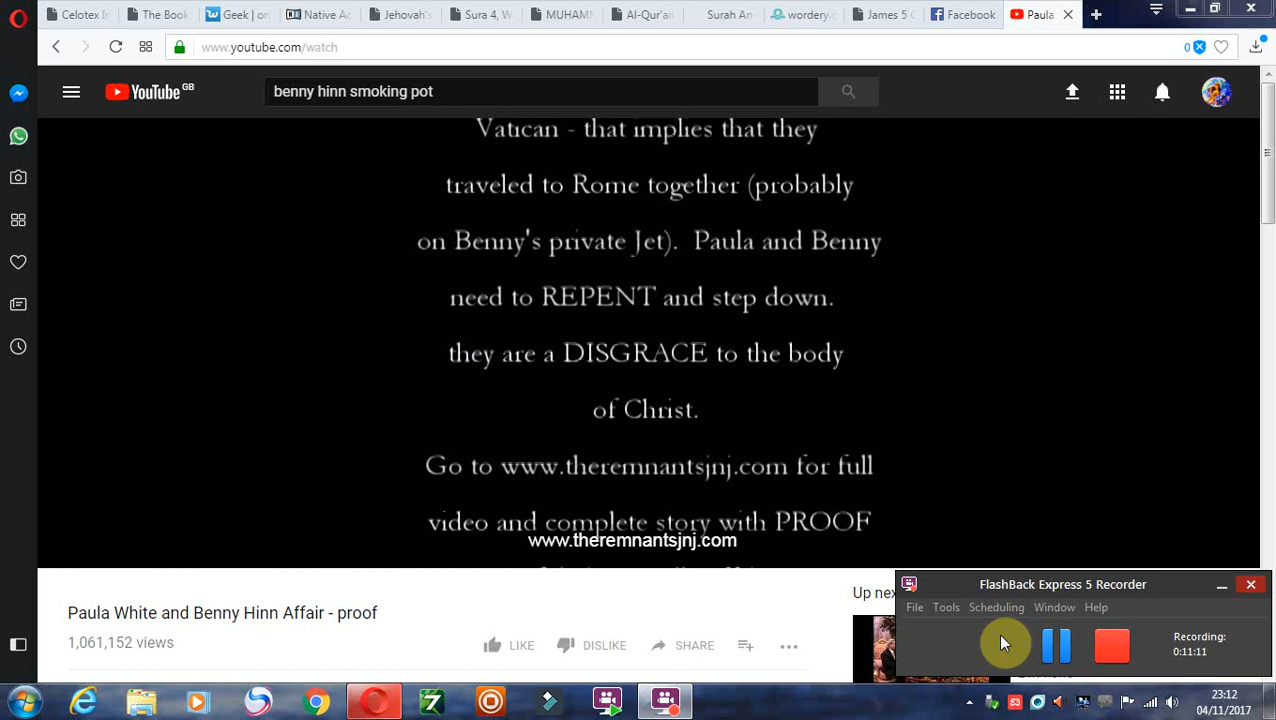 Celotex In
The Book
Geek | on
Native Ac
Jehovah's
Sura 4, W
MUHAMM
Al-Qur'an
Surah A
wordery.c
James 5
Facebook
Paula
www.youtube.com/watch
0
YouTube GB
benny hinn smoking pot
Vatican - that implies that they
traveled to Rome together (probably
on Benny's private Jet). Paula and Benny
need to REPENT and step down.
they are a DISGRACE to the body
of Christ.
Go to www.theremnantsjnj.com for full
video and complete story with PROOF
www.theremnantsjnj.com
Paula White and Benny Hinn Affair - proof
1,061,152 views
LIKE
DISLIKE
SHARE
Up nex
FlashBack Express 5 Recorder
File Tools Scheduling Window Help
Recording:
0:11:11
23:12
04/11/2017